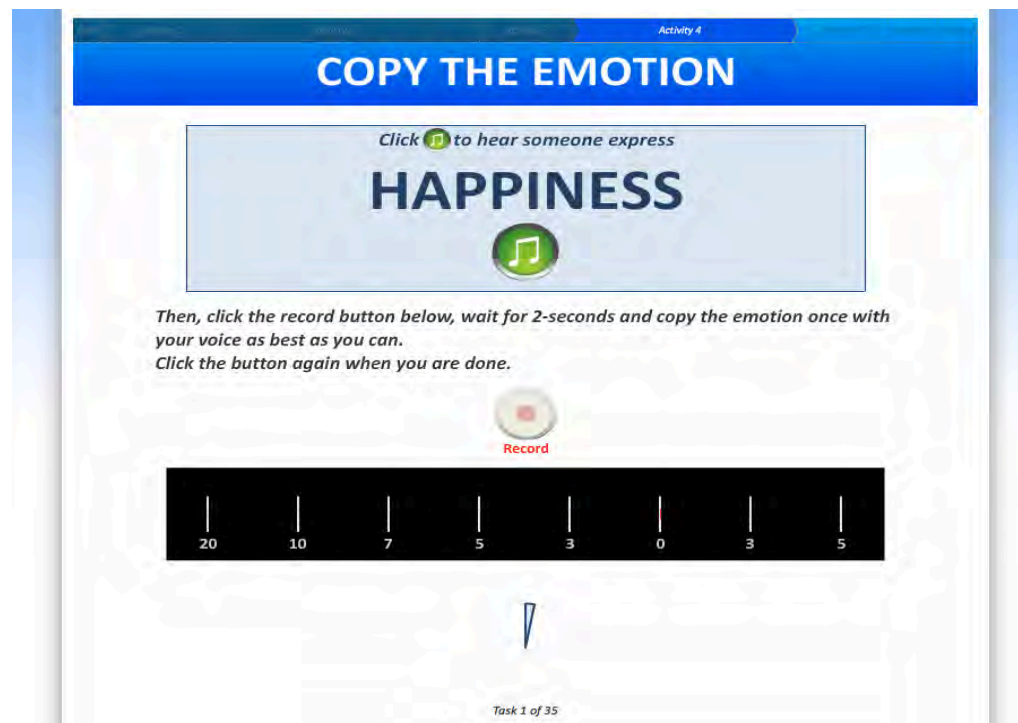 Activity 4
COPY THE EMOTION
Click to hear someone express
HAPPINESS
Then, click the record button below, wait for 2-seconds and copy the emotion once with
your voice as best as you can.
Click the button again when you are done.
Record
20 10 7 5 3 0 3 5
Task 1 of 35